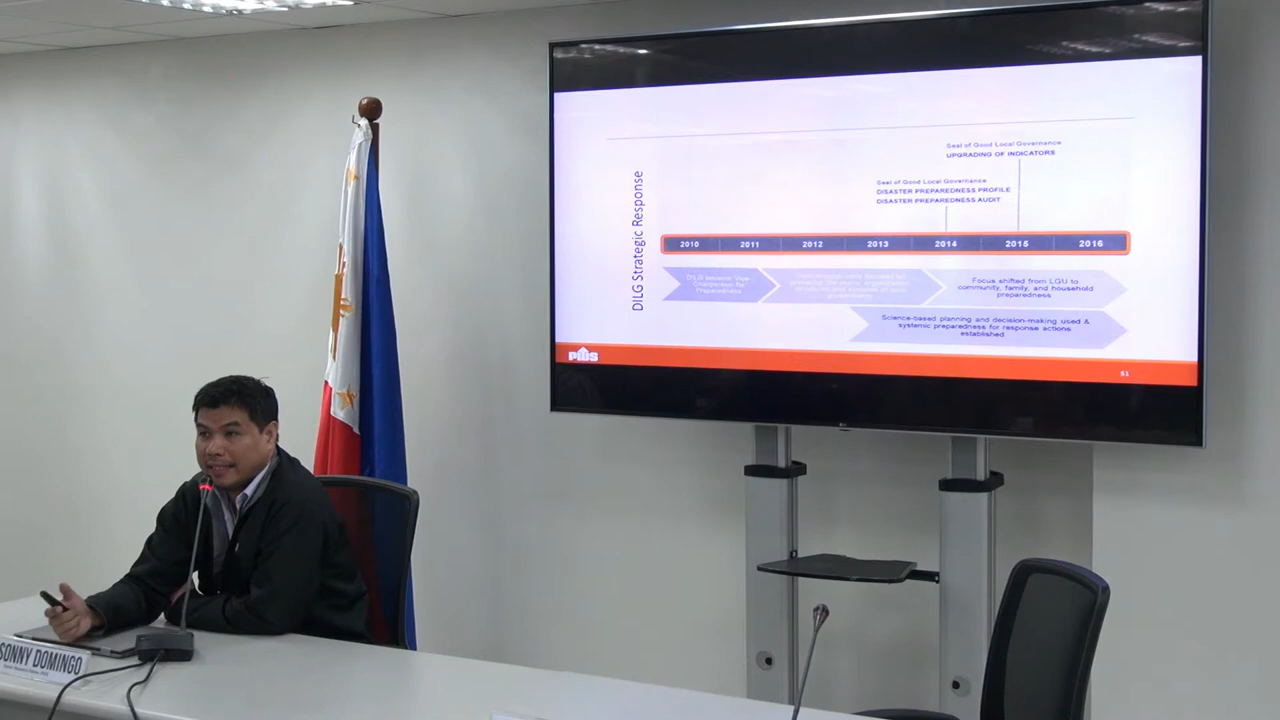 DILG Strategic Response
Seal of Good Local Governance
UPGRADING OF INDICATORS
Seal of Good Local Governance
DISASTER PREPAREDNESS PROFILE
DISASTER PREPAREDNESS AUDIT
2010 2011 2012 2013 2014 2015 2016
Preparedness
Focus shifted from LGU to
community, family, and household
preparedness
Science-based planning and decision-making used &
systemic preparedness for response actions
established
PIDS
51
SONNY DOMINGO